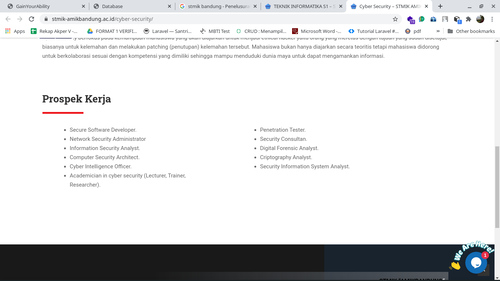 GainYourAbility
Database
stmik bandung - Penelusu
TEKNIK INFORMATIKA S1 –
Cyber Security – STMIK AMI
stmik-amikbandung.ac.id/cyber-security/
Apps
Rekap Akper V -
FORMAT 7 VERIFI...
Laravel — Santri...
MBTI Test
CRUD : Menampil...
Microsoft Word - ...
Tutorial Laravel #...
pdf
Other bookmarks
biasanya untuk kelemahan dan melakukan patching (penutupan) kelemahan tersebut. Mahasiswa bukan hanya diajarkan secara teoritis tetapi mahasiswa didorong
untuk berkolaborasi sesuai dengan kompetensi yang dimiliki sehingga mampu menduduki dunia maya untuk dapat mengamankan informasi.
Prospek Kerja
Secure Software Developer.
Network Security Administrator
Information Security Analyst.
Computer Security Architect.
Cyber Intelligence Officer.
Academician in cyber security (Lecturer, Trainer,
Researcher).
Penetration Tester.
Security Consultan.
Digital Forensic Analyst.
Criptography Analyst.
Security Information System Analyst.
We Are Here!
1